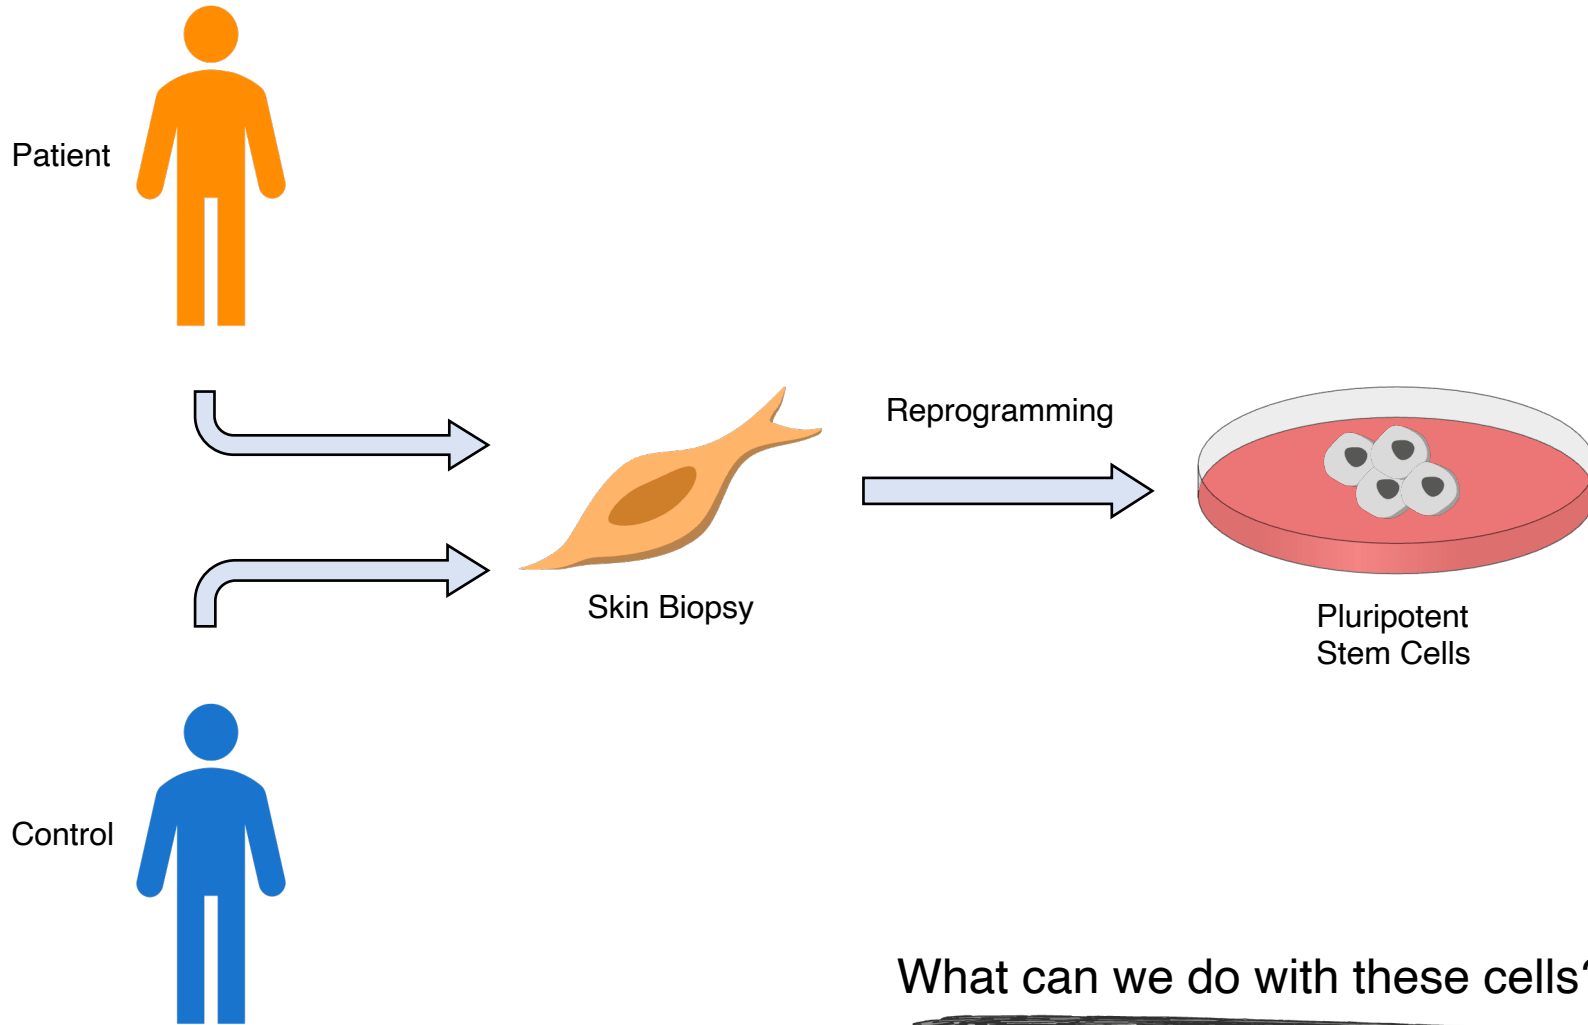 Patient
Reprogramming
Skin Biopsy
Pluripotent
Stem Cells
Control
What can we do with these cells?